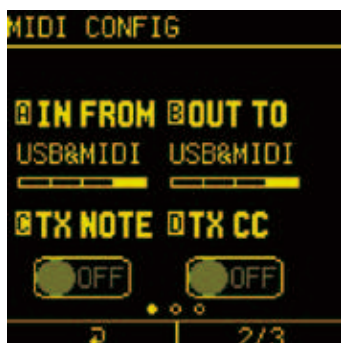 MIDI CONFIG
A IN FROM B OUT TO
USB&MIDI USB&MIDI
C TX NOTE D TX CC
OFF OFF
2/3